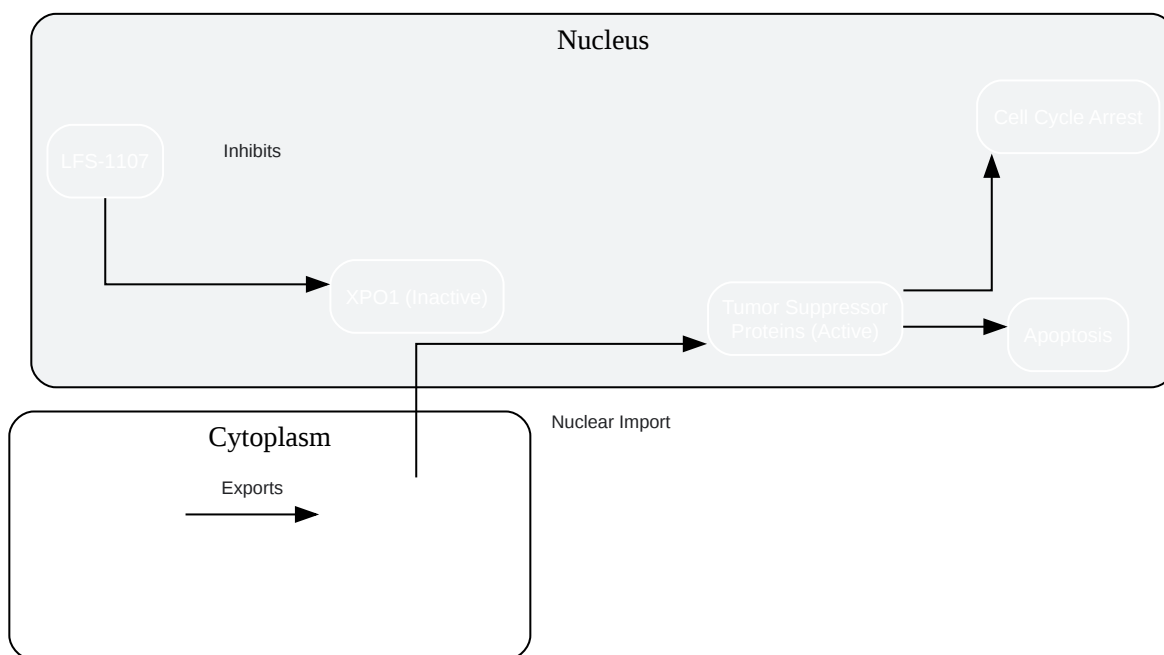 Nucleus
Cell Cycle Arrest
LFS-1107
Inhibits
XPO1 (Inactive)
Tumor Suppressor
Proteins (Active)
Apoptosis
Nuclear Import
Cytoplasm
Exports